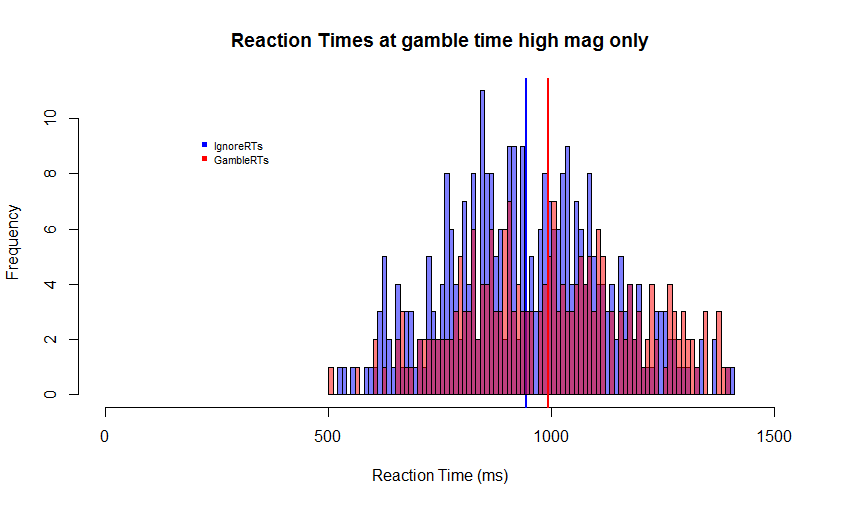 Reaction Times at gamble time high mag only
IgnoreRTs
GambleRTs
Frequency
10
8
6
4
2
0
0 500 1000 1500
Reaction Time (ms)